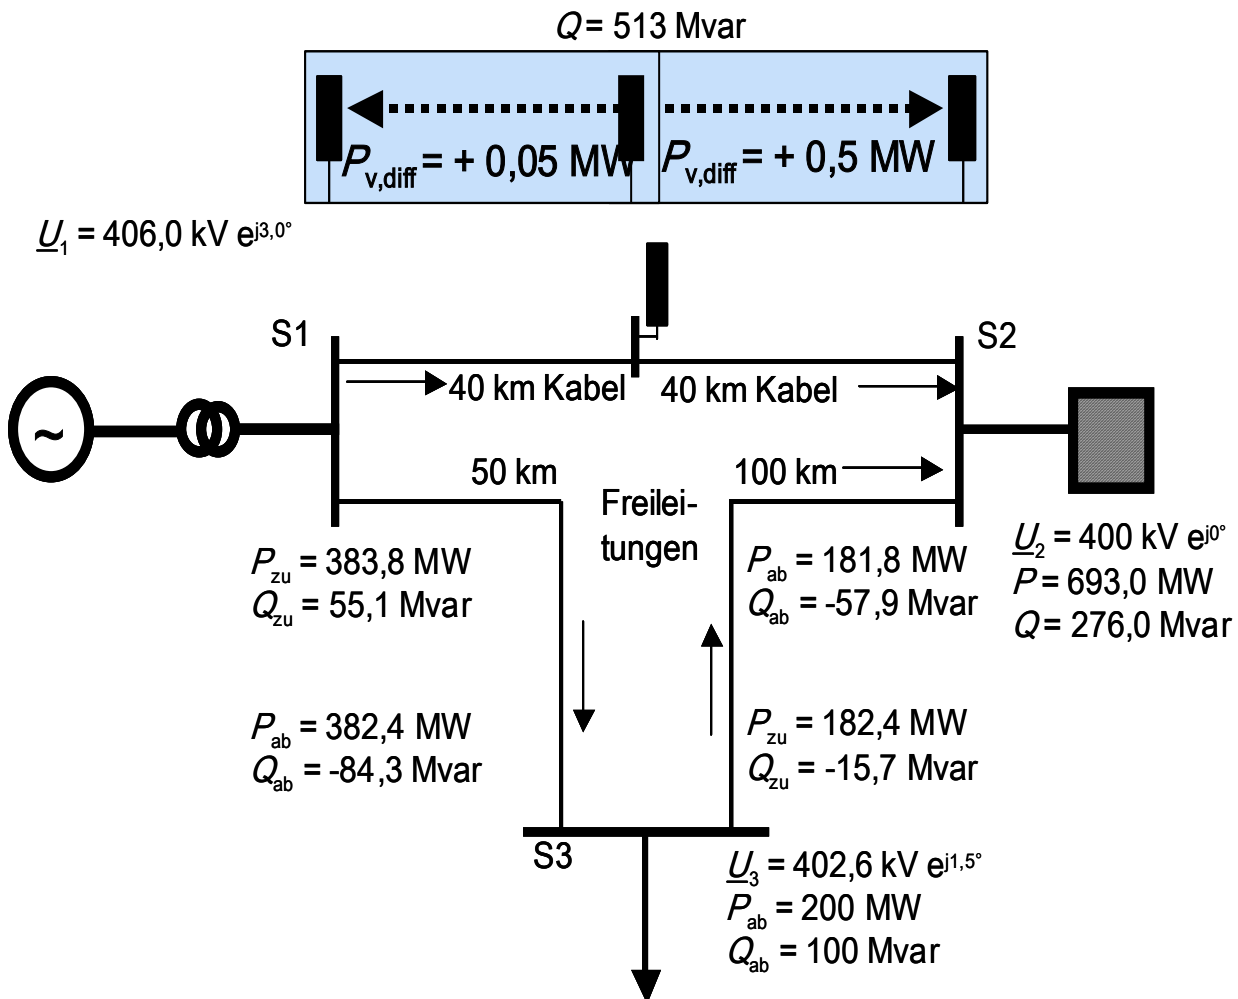 Q = 513 Mvar
Pv,diff = + 0,05 MW
Pv,diff = + 0,5 MW
U1 = 406,0 kV ej3,0°
S1
S2
40 km Kabel
40 km Kabel
~
50 km
100 km
Freilei-
tungen
Pzu = 383,8 MW
Qzu = 55,1 Mvar
Pab = 181,8 MW
Qab = -57,9 Mvar
U2 = 400 kV ej0°
P = 693,0 MW
Q = 276,0 Mvar
Pab = 382,4 MW
Qab = -84,3 Mvar
Pzu = 182,4 MW
Qzu = -15,7 Mvar
S3
U3 = 402,6 kV ej1,5°
Pab = 200 MW
Qab = 100 Mvar